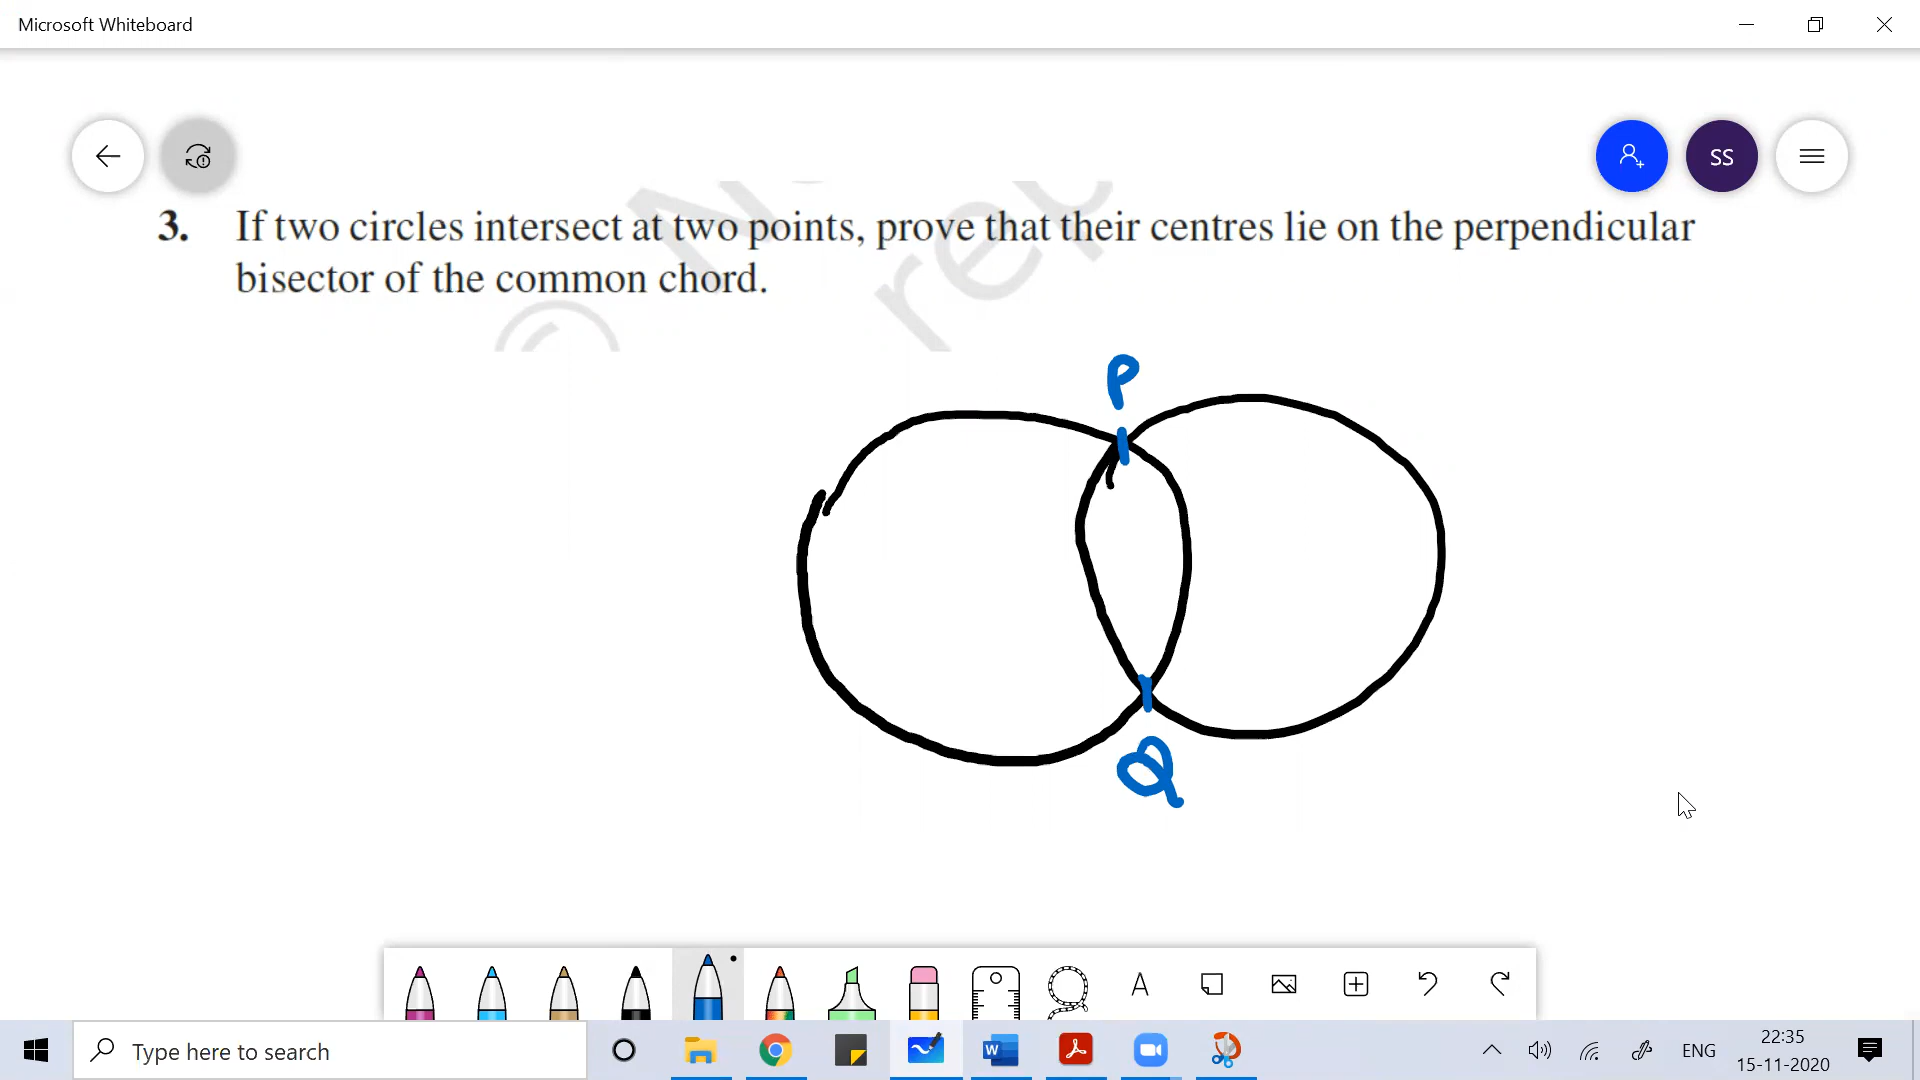 Microsoft Whiteboard
SS
3. If two circles intersect at two points, prove that their centres lie on the perpendicular
bisector of the common chord.
P
Q
A
Type here to search
ENG
22:35
15-11-2020